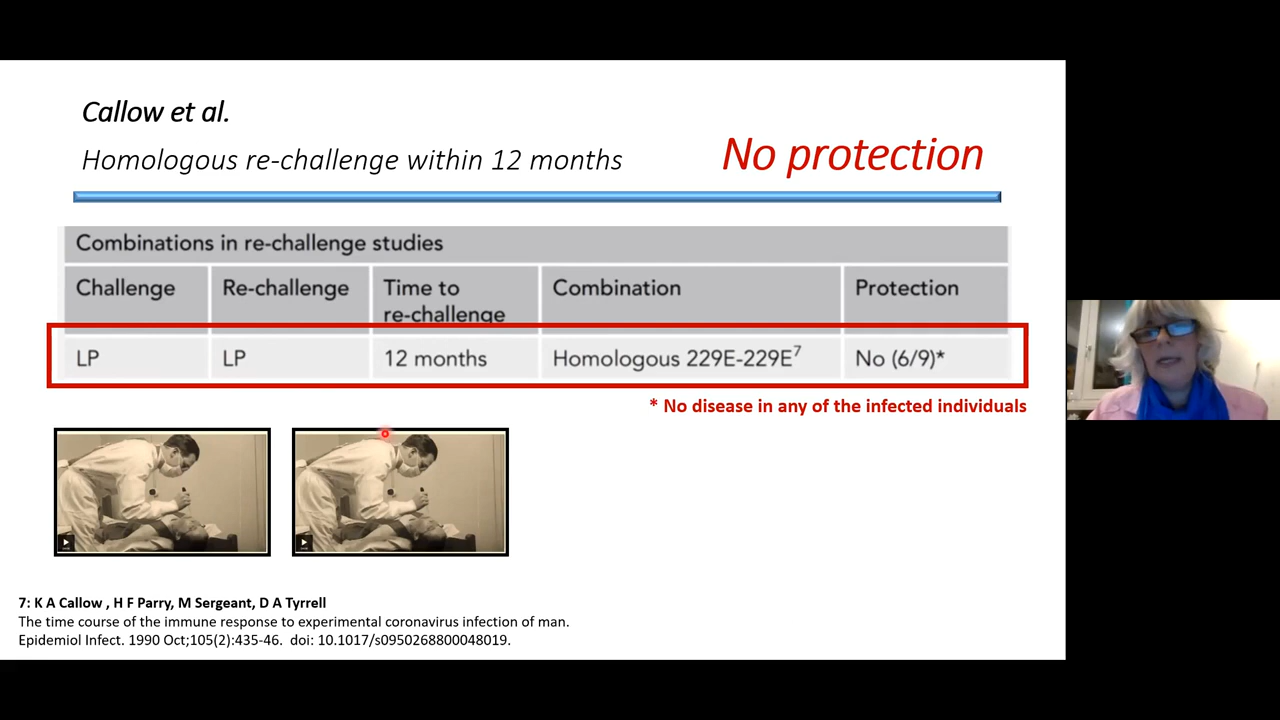 Callow et al.
Homologous re-challenge within 12 months
No protection
Combinations in re-challenge studies
Challenge
Re-challenge
Time to
re-challenge
Combination
Protection
LP
LP
12 months
Homologous 229E-229E7
No (6/9)*
* No disease in any of the infected individuals
7: K A Callow , H F Parry, M Sergeant, D A Tyrrell
The time course of the immune response to experimental coronavirus infection of man.
Epidemiol Infect. 1990 Oct;105(2):435-46.  doi: 10.1017/s0950268800048019.